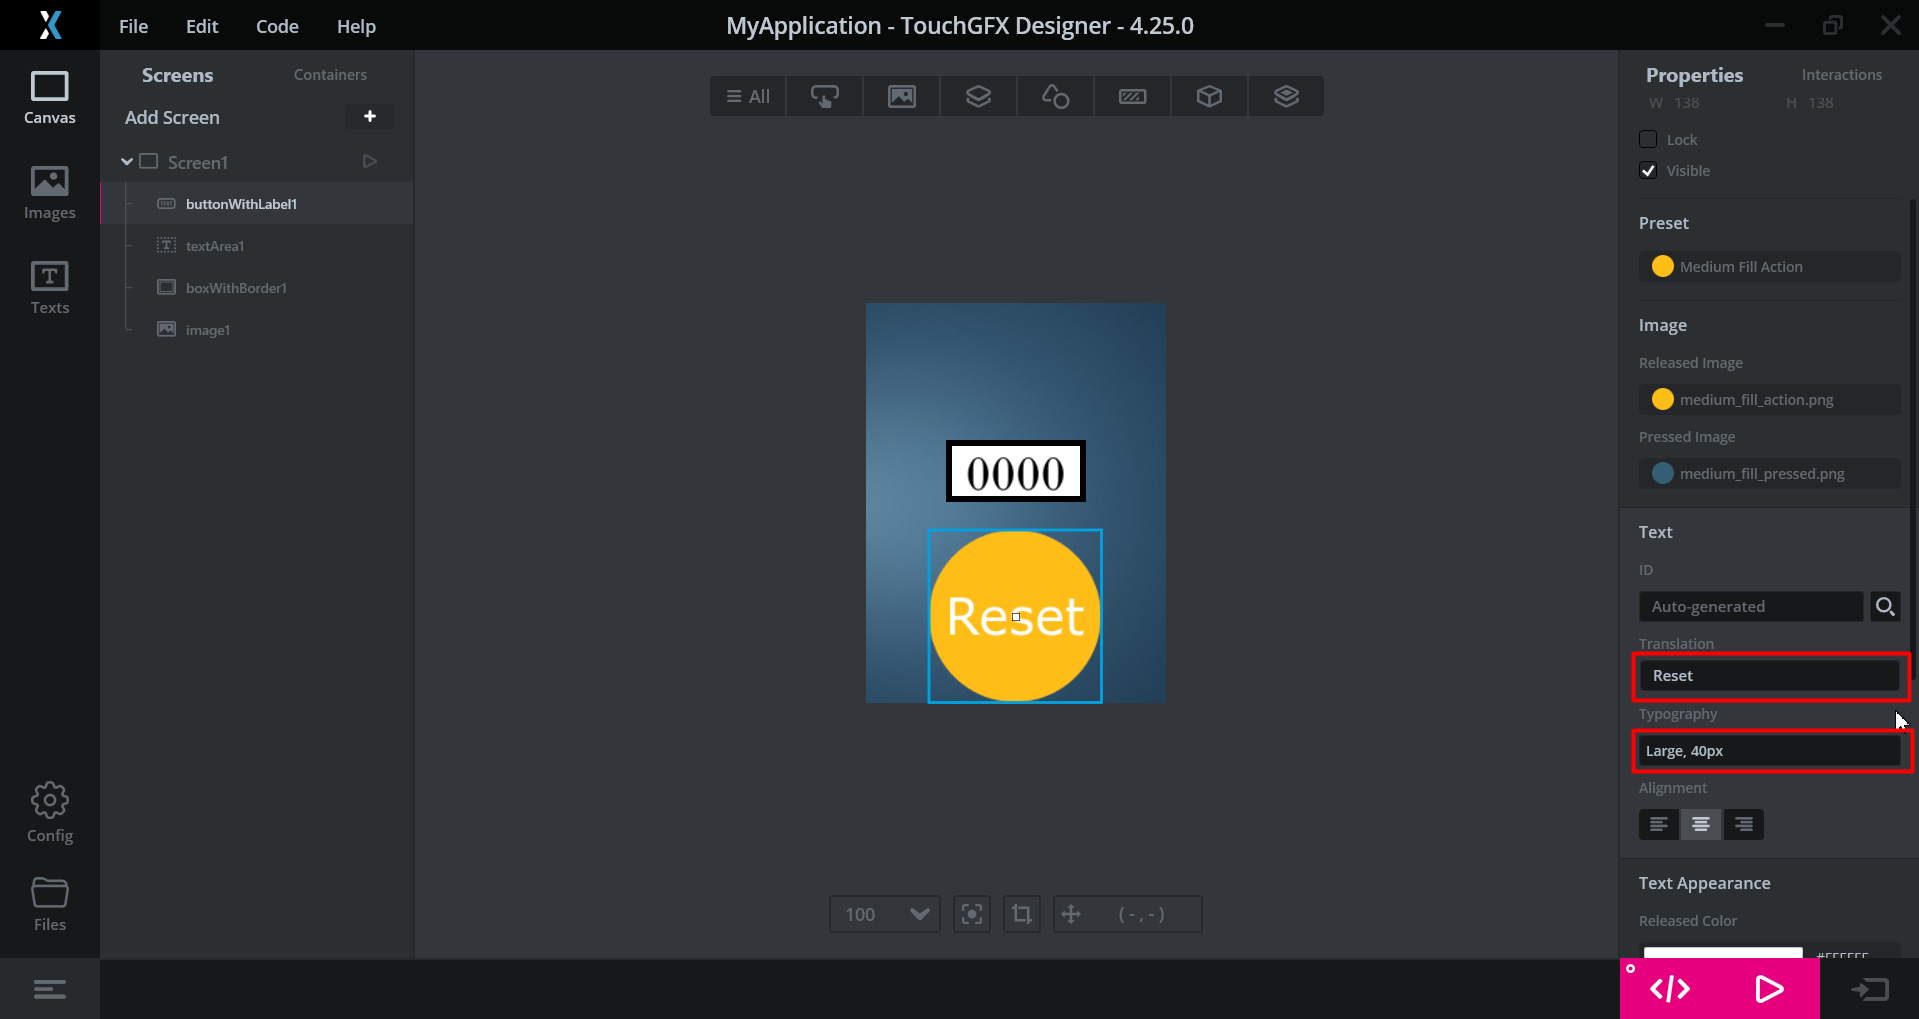 File Edit Code Help
MyApplication - TouchGFX Designer - 4.25.0
Canvas
Images
Texts
Config
Files
Screens Containers
Add Screen +
Screen1
buttonWithLabel1
textArea1
boxWithBorder1
image1
All
0000
Reset
100
( - , - )
Properties Interactions
W 138 H 138
Lock
Visible
Preset
Medium Fill Action
Image
Released Image
medium_fill_action.png
Pressed Image
medium_fill_pressed.png
Text
ID
Auto-generated
Translation
Reset
Typography
Large, 40px
Alignment
Text Appearance
Released Color
#FFFFFF